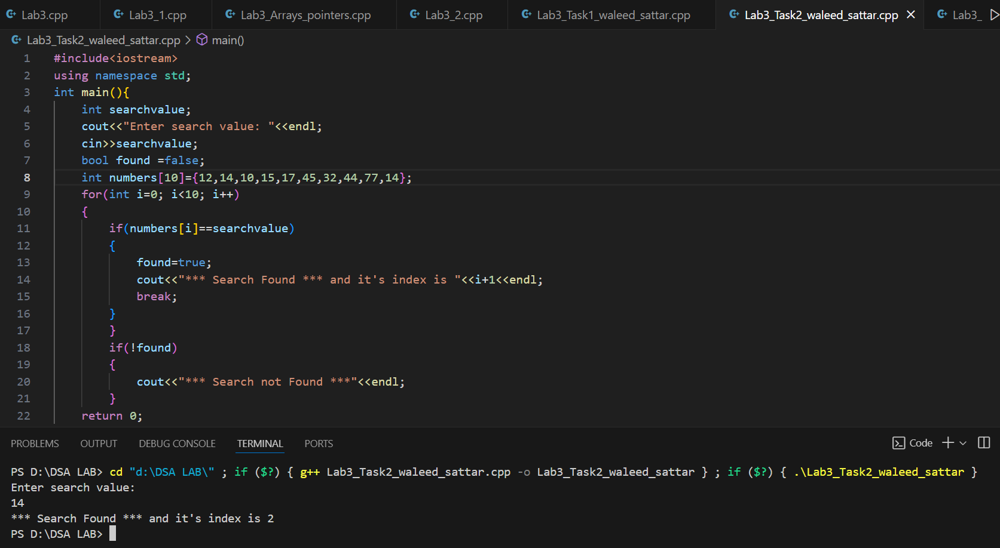 Lab3.cpp Lab3_1.cpp Lab3_Arrays_pointers.cpp Lab3_2.cpp Lab3_Task1_waleed_sattar.cpp Lab3_Task2_waleed_sattar.cpp Lab3_
Lab3_Task2_waleed_sattar.cpp > main()
1 #include<iostream>
2 using namespace std;
3 int main(){
4     int searchvalue;
5     cout<<"Enter search value: "<<endl;
6     cin>>searchvalue;
7     bool found =false;
8     int numbers[10]={12,14,10,15,17,45,32,44,77,14};
9     for(int i=0; i<10; i++)
10     {
11         if(numbers[i]==searchvalue)
12         {
13             found=true;
14             cout<<"*** Search Found *** and it's index is "<<i+1<<endl;
15             break;
16         }
17         }
18         if(!found)
19         {
20             cout<<"*** Search not Found ***"<<endl;
21         }
22     return 0;
PROBLEMS OUTPUT DEBUG CONSOLE TERMINAL PORTS Code
PS D:\DSA LAB> cd "d:\DSA LAB\" ; if ($?) { g++ Lab3_Task2_waleed_sattar.cpp -o Lab3_Task2_waleed_sattar } ; if ($?) { .\Lab3_Task2_waleed_sattar }
Enter search value:
14
*** Search Found *** and it's index is 2
PS D:\DSA LAB>